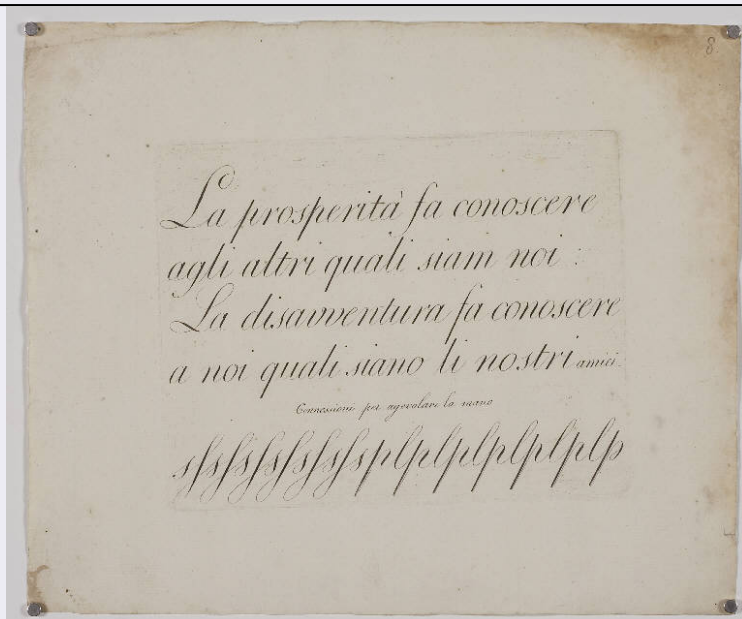 8
La prosperità fa conoscere
agli altri quali siam noi :
La disavventura fa conoscere
a noi quali siano li nostri amici.
Connessioni per agevolare la mano